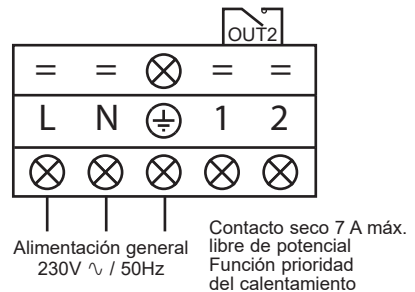 OUT2
L N 1 2
Alimentación general
230V ∿ / 50Hz
Contacto seco 7 A máx.
libre de potencial
Función prioridad
del calentamiento